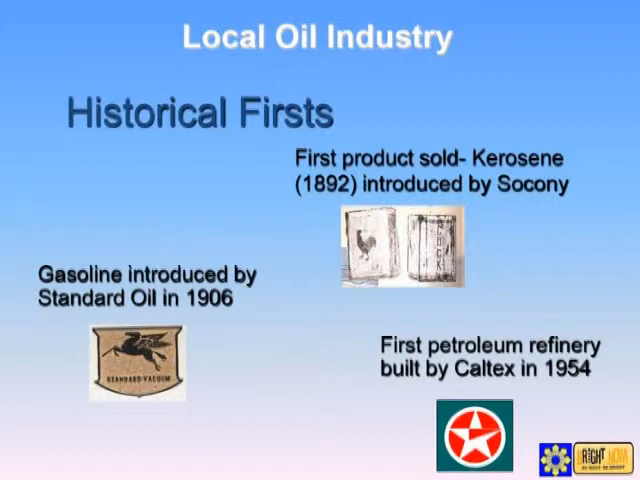 Local Oil Industry
Historical Firsts
First product sold- Kerosene
(1892) introduced by Socony
Gasoline introduced by
Standard Oil in 1906
STANDARD-VACUUM
First petroleum refinery
built by Caltex in 1954
RIGHT NOW!